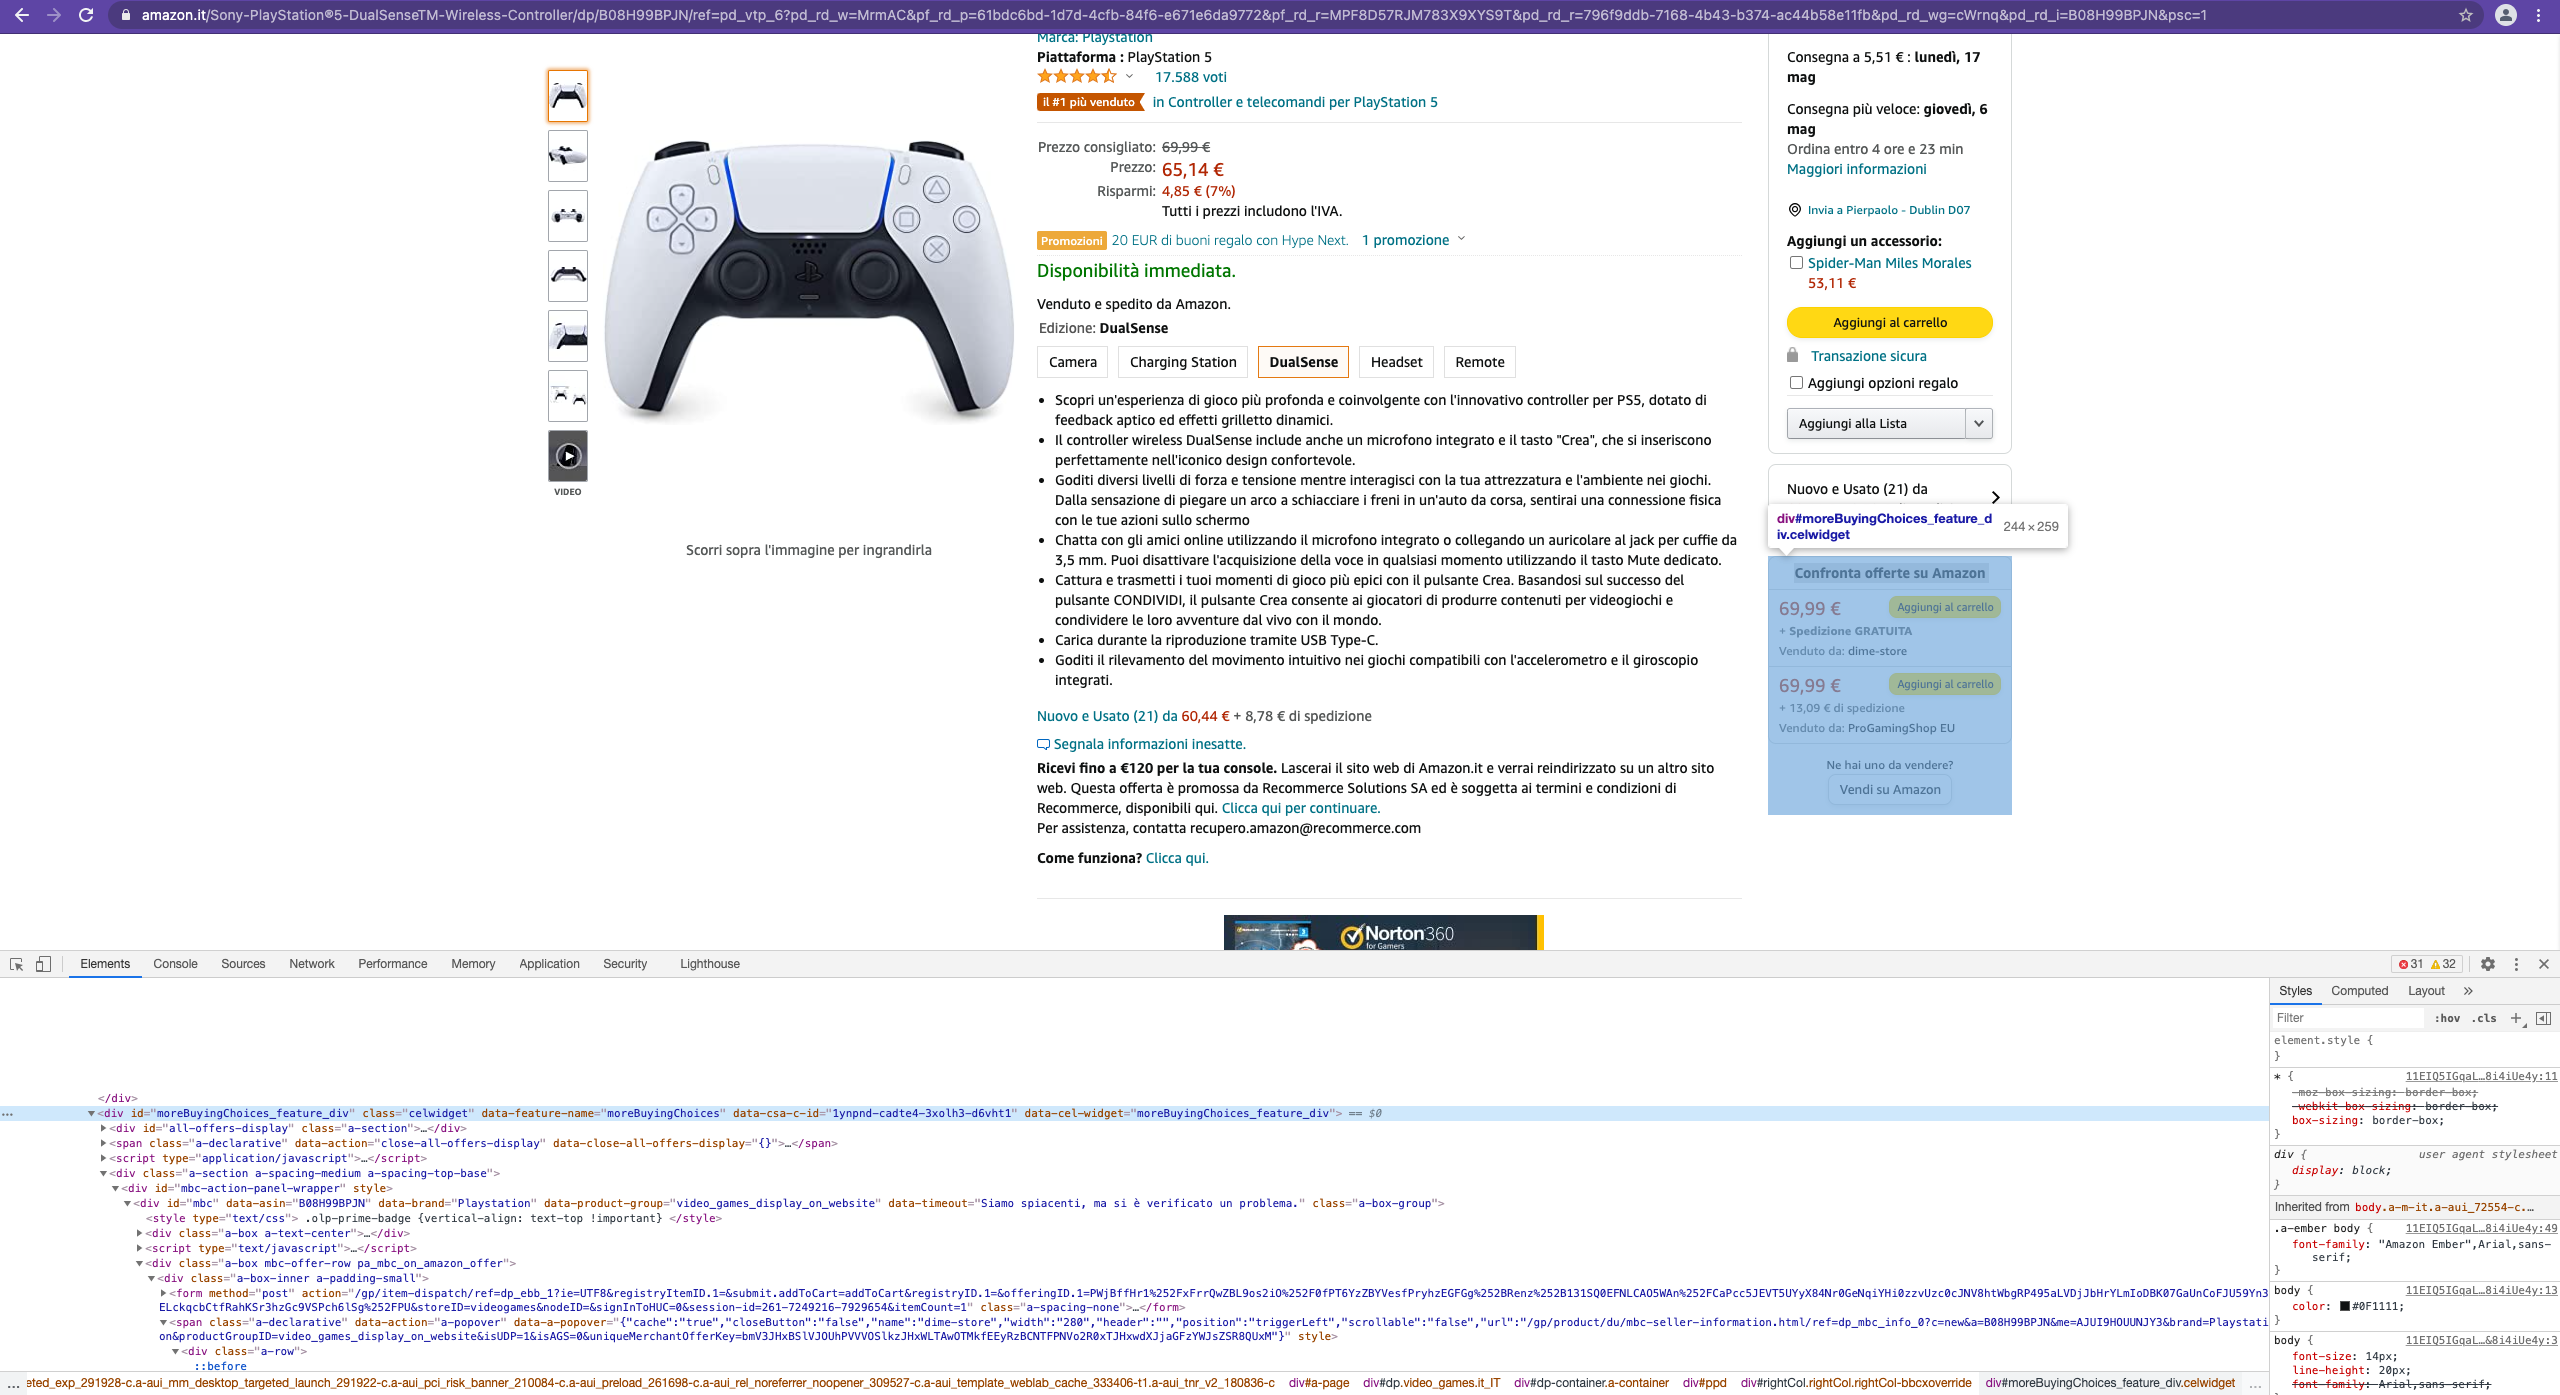 amazon.it/Sony-PlayStation®5-DualSenseTM-Wireless-Controller/dp/B08H99BPJN/ref=pd_vtp_6?pd_rd_w=MrmAC&pf_rd_p=61bdc6bd-1d7d-4cfb-84f6-e671e6da9772&pf_rd_r=MPF8D57RJM783X9XYS9T&pd_rd_r=796f9ddb-7168-4b43-b374-ac44b58e11fb&pd_rd_wg=cWrnq&pd_rd_i=B08H99BPJN&psc=1
VIDEO
Scorri sopra l'immagine per ingrandirla
Marca: Playstation
Piattaforma : PlayStation 5
17.588 voti
il #1 più venduto in Controller e telecomandi per PlayStation 5
Prezzo consigliato: 69,99 €
Prezzo: 65,14 €
Risparmi: 4,85 € (7%)
Tutti i prezzi includono l'IVA.
Promozioni 20 EUR di buoni regalo con Hype Next. 1 promozione
Disponibilità immediata.
Venduto e spedito da Amazon.
Edizione: DualSense
Camera Charging Station DualSense Headset Remote
• Scopri un'esperienza di gioco più profonda e coinvolgente con l'innovativo controller per PS5, dotato di
feedback aptico ed effetti grilletto dinamici.
• Il controller wireless DualSense include anche un microfono integrato e il tasto "Crea", che si inseriscono
perfettamente nell'iconico design confortevole.
• Goditi diversi livelli di forza e tensione mentre interagisci con la tua attrezzatura e l'ambiente nei giochi.
Dalla sensazione di piegare un arco a schiacciare i freni in un'auto da corsa, sentirai una connessione fisica
con le tue azioni sullo schermo
• Chatta con gli amici online utilizzando il microfono integrato o collegando un auricolare al jack per cuffie da
3,5 mm. Puoi disattivare l'acquisizione della voce in qualsiasi momento utilizzando il tasto Mute dedicato.
• Cattura e trasmetti i tuoi momenti di gioco più epici con il pulsante Crea. Basandosi sul successo del
pulsante CONDIVIDI, il pulsante Crea consente ai giocatori di produrre contenuti per videogiochi e
condividere le loro avventure dal vivo con il mondo.
• Carica durante la riproduzione tramite USB Type-C.
• Goditi il rilevamento del movimento intuitivo nei giochi compatibili con l'accelerometro e il giroscopio
integrati.
Nuovo e Usato (21) da 60,44 € + 8,78 € di spedizione
Segnala informazioni inesatte.
Ricevi fino a €120 per la tua console. Lascerai il sito web di Amazon.it e verrai reindirizzato su un altro sito
web. Questa offerta è promossa da Recommerce Solutions SA ed è soggetta ai termini e condizioni di
Recommerce, disponibili qui. Clicca qui per continuare.
Per assistenza, contatta recupero.amazon@recommerce.com
Come funziona? Clicca qui.
Norton 360
for Gamers
Consegna a 5,51 € : lunedì, 17
mag
Consegna più veloce: giovedì, 6
mag
Ordina entro 4 ore e 23 min
Maggiori informazioni
Invia a Pierpaolo - Dublin D07
Aggiungi un accessorio:
Spider-Man Miles Morales
53,11 €
Aggiungi al carrello
Transazione sicura
Aggiungi opzioni regalo
Aggiungi alla Lista
Nuovo e Usato (21) da
div#moreBuyingChoices_feature_d
iv.celwidget 244 × 259
Confronta offerte su Amazon
69,99 € Aggiungi al carrello
+ Spedizione GRATUITA
Venduto da: dime-store
69,99 € Aggiungi al carrello
+ 13,09 € di spedizione
Venduto da: ProGamingShop EU
Ne hai uno da vendere?
Vendi su Amazon
Elements Console Sources Network Performance Memory Application Security Lighthouse 31 32
</div>
<div id="moreBuyingChoices_feature_div" class="celwidget" data-feature-name="moreBuyingChoices" data-csa-c-id="1ynpnd-cadte4-3xolh3-d6vht1" data-cel-widget="moreBuyingChoices_feature_div"> == $0
<div id="all-offers-display" class="a-section">…</div>
<span class="a-declarative" data-action="close-all-offers-display" data-close-all-offers-display="{}">…</span>
<script type="application/javascript">…</script>
<div class="a-section a-spacing-medium a-spacing-top-base">
<div id="mbc-action-panel-wrapper" style>
<div id="mbc" data-asin="B08H99BPJN" data-brand="Playstation" data-product-group="video_games_display_on_website" data-timeout="Siamo spiacenti, ma si è verificato un problema." class="a-box-group">
<style type="text/css"> .olp-prime-badge {vertical-align: text-top !important} </style>
<div class="a-box a-text-center">…</div>
<script type="text/javascript">…</script>
<div class="a-box mbc-offer-row pa_mbc_on_amazon_offer">
<div class="a-box-inner a-padding-small">
<form method="post" action="/gp/item-dispatch/ref=dp_ebb_1?ie=UTF8&registryItemID.1=&submit.addToCart=addToCart&registryID.1=&offeringID.1=
&storeID=videogames&nodeID=&signInToHUC=0&session-id=261-7249216-7929654&itemCount=1" class="a-spacing-none">…</form>
<span class="a-declarative" data-action="a-popover" data-a-popover="{"cache":"true","closeButton":"false","name":"dime-store","width":"280","header":"","position":"triggerLeft","scrollable":"false","url":"/gp/product/du/mbc-seller-information.html/ref=dp_mbc_info_0?c=new&a=B08H99BPJN&me=AJUI9HOUUNJY3&brand=Playstati
on&productGroupID=video_games_display_on_website&isUDP=1&isAGS=0&uniqueMerchantOfferKey= style>
<div class="a-row">
::before
… eted_exp_291928-c.a-aui_mm_desktop_targeted_launch_291922-c.a-aui_pci_risk_banner_210084-c.a-aui_preload_261698-c.a-aui_rel_noreferrer_noopener_309527-c.a-aui_template_weblab_cache_333406-t1.a-aui_tnr_v2_180836-c div#a-page div#dp.video_games.it_IT div#dp-container.a-container div#ppd div#rightCol.rightCol.rightCol-bbcxoverride div#moreBuyingChoices_feature_div.celwidget …
Styles Computed Layout »
Filter :hov .cls +
element.style {
}
* { 11EIQ5IGqaL…8i4iUe4y:11
-moz-box-sizing: border-box;
-webkit-box-sizing: border-box;
box-sizing: border-box;
}
div { user agent stylesheet
display: block;
}
Inherited from body.a-m-it.a-aui_72554-c.…
.a-ember body { 11EIQ5IGqaL…8i4iUe4y:49
font-family: "Amazon Ember",Arial,sans-
serif;
}
body { 11EIQ5IGqaL…8i4iUe4y:13
color: #0F1111;
}
body { 11EIQ5IGqaL…&8i4iUe4y:3
font-size: 14px;
line-height: 20px;
font-family: Arial,sans-serif;